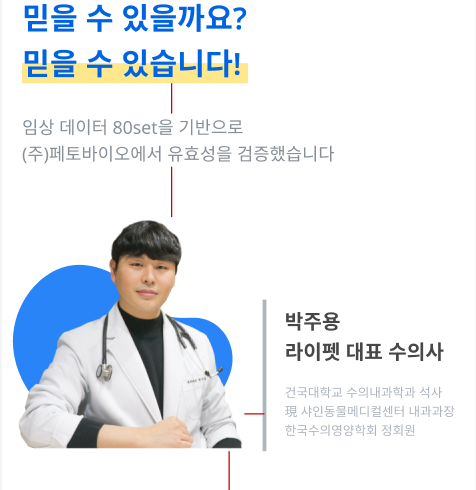 믿을 수 있을까요?
믿을 수 있습니다!
임상 데이터 80set을 기반으로
(주)페토바이오에서 유효성을 검증했습니다
박주용
라이펫 대표 수의사
건국대학교 수의내과학과 석사
現 샤인동물메디컬센터 내과과장
한국수의영양학회 정회원